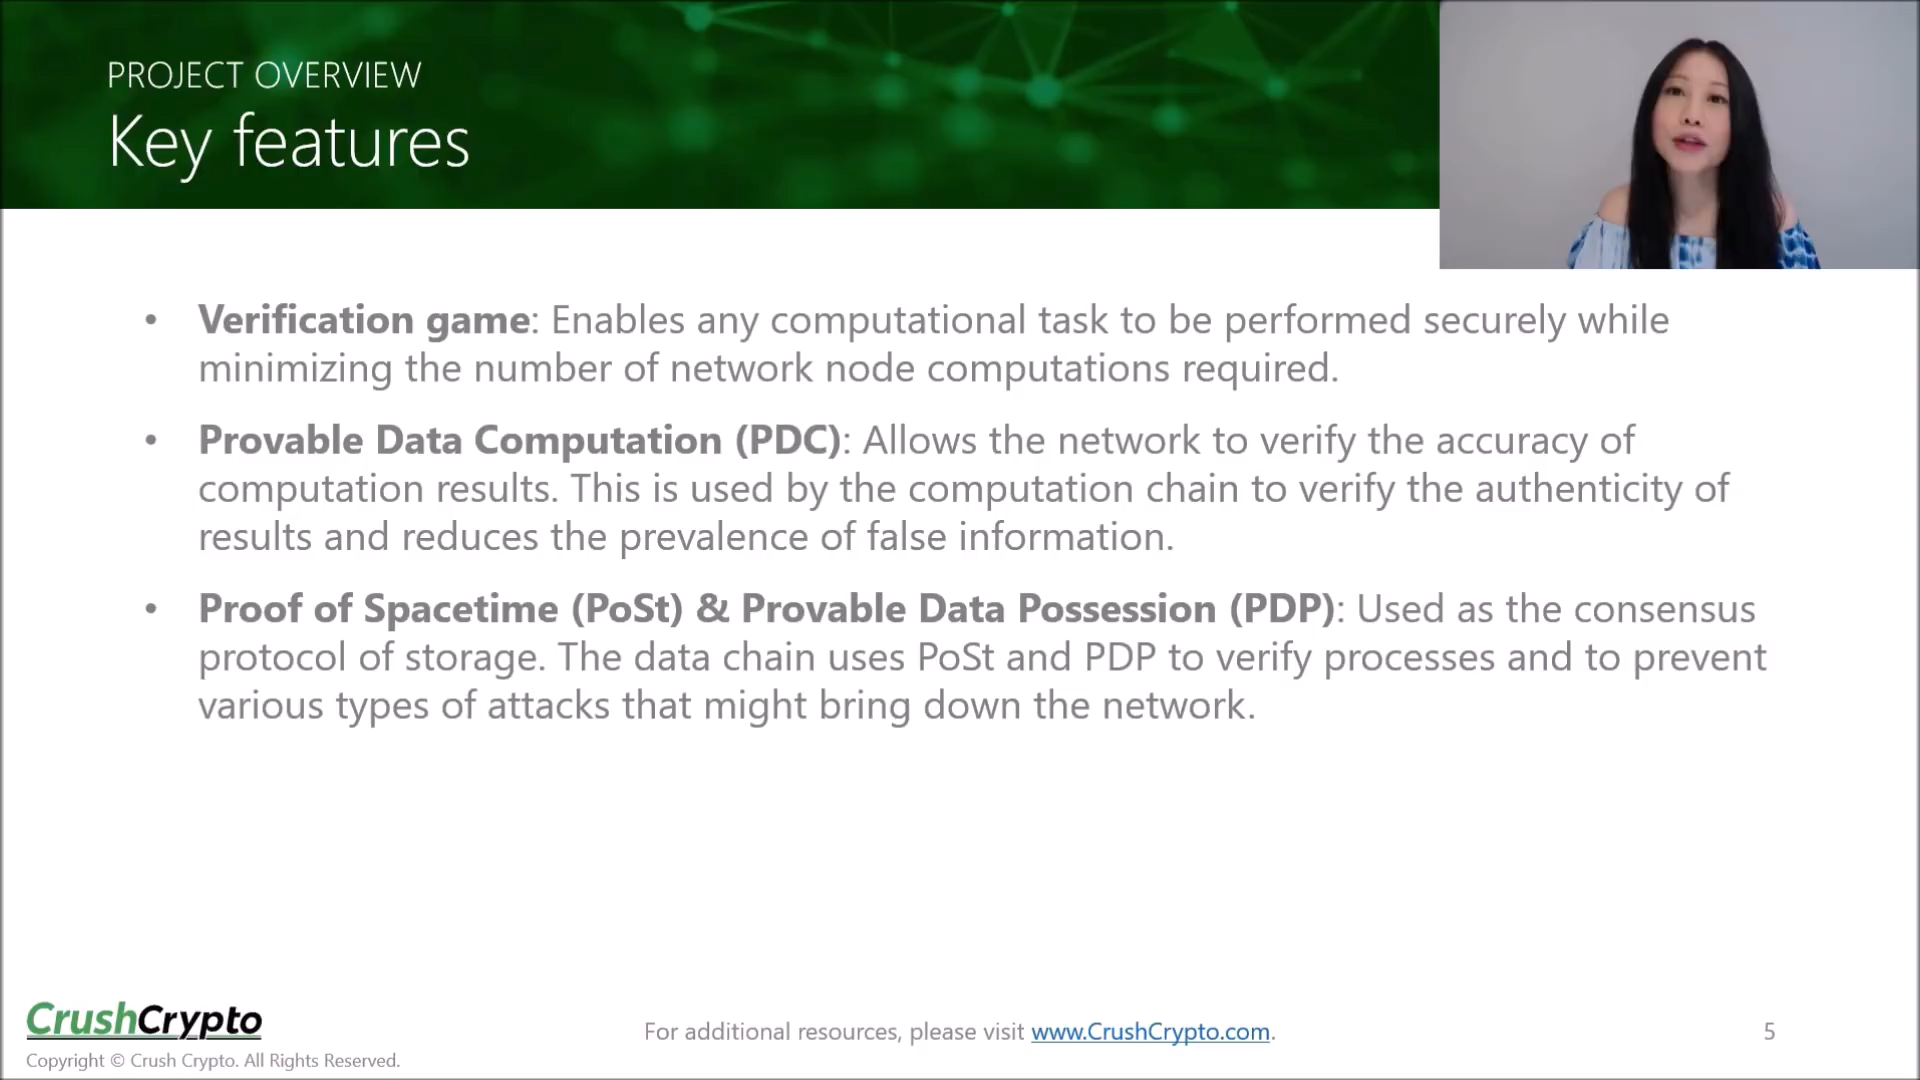 PROJECT OVERVIEW
Key features
• Verification game: Enables any computational task to be performed securely while
minimizing the number of network node computations required.
• Provable Data Computation (PDC): Allows the network to verify the accuracy of
computation results. This is used by the computation chain to verify the authenticity of
results and reduces the prevalence of false information.
• Proof of Spacetime (PoSt) & Provable Data Possession (PDP): Used as the consensus
protocol of storage. The data chain uses PoSt and PDP to verify processes and to prevent
various types of attacks that might bring down the network.
CrushCrypto
Copyright © Crush Crypto. All Rights Reserved.
For additional resources, please visit www.CrushCrypto.com.
5